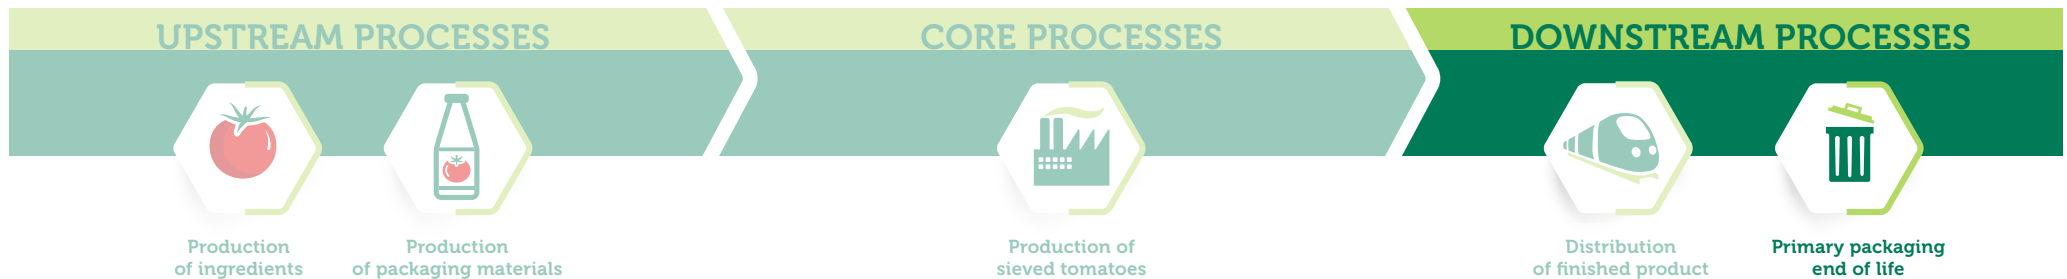 UPSTREAM PROCESSES
CORE PROCESSES
DOWNSTREAM PROCESSES
Production
of ingredients
Production
of packaging materials
Production of
sieved tomatoes
Distribution
of finished product
Primary packaging
end of life